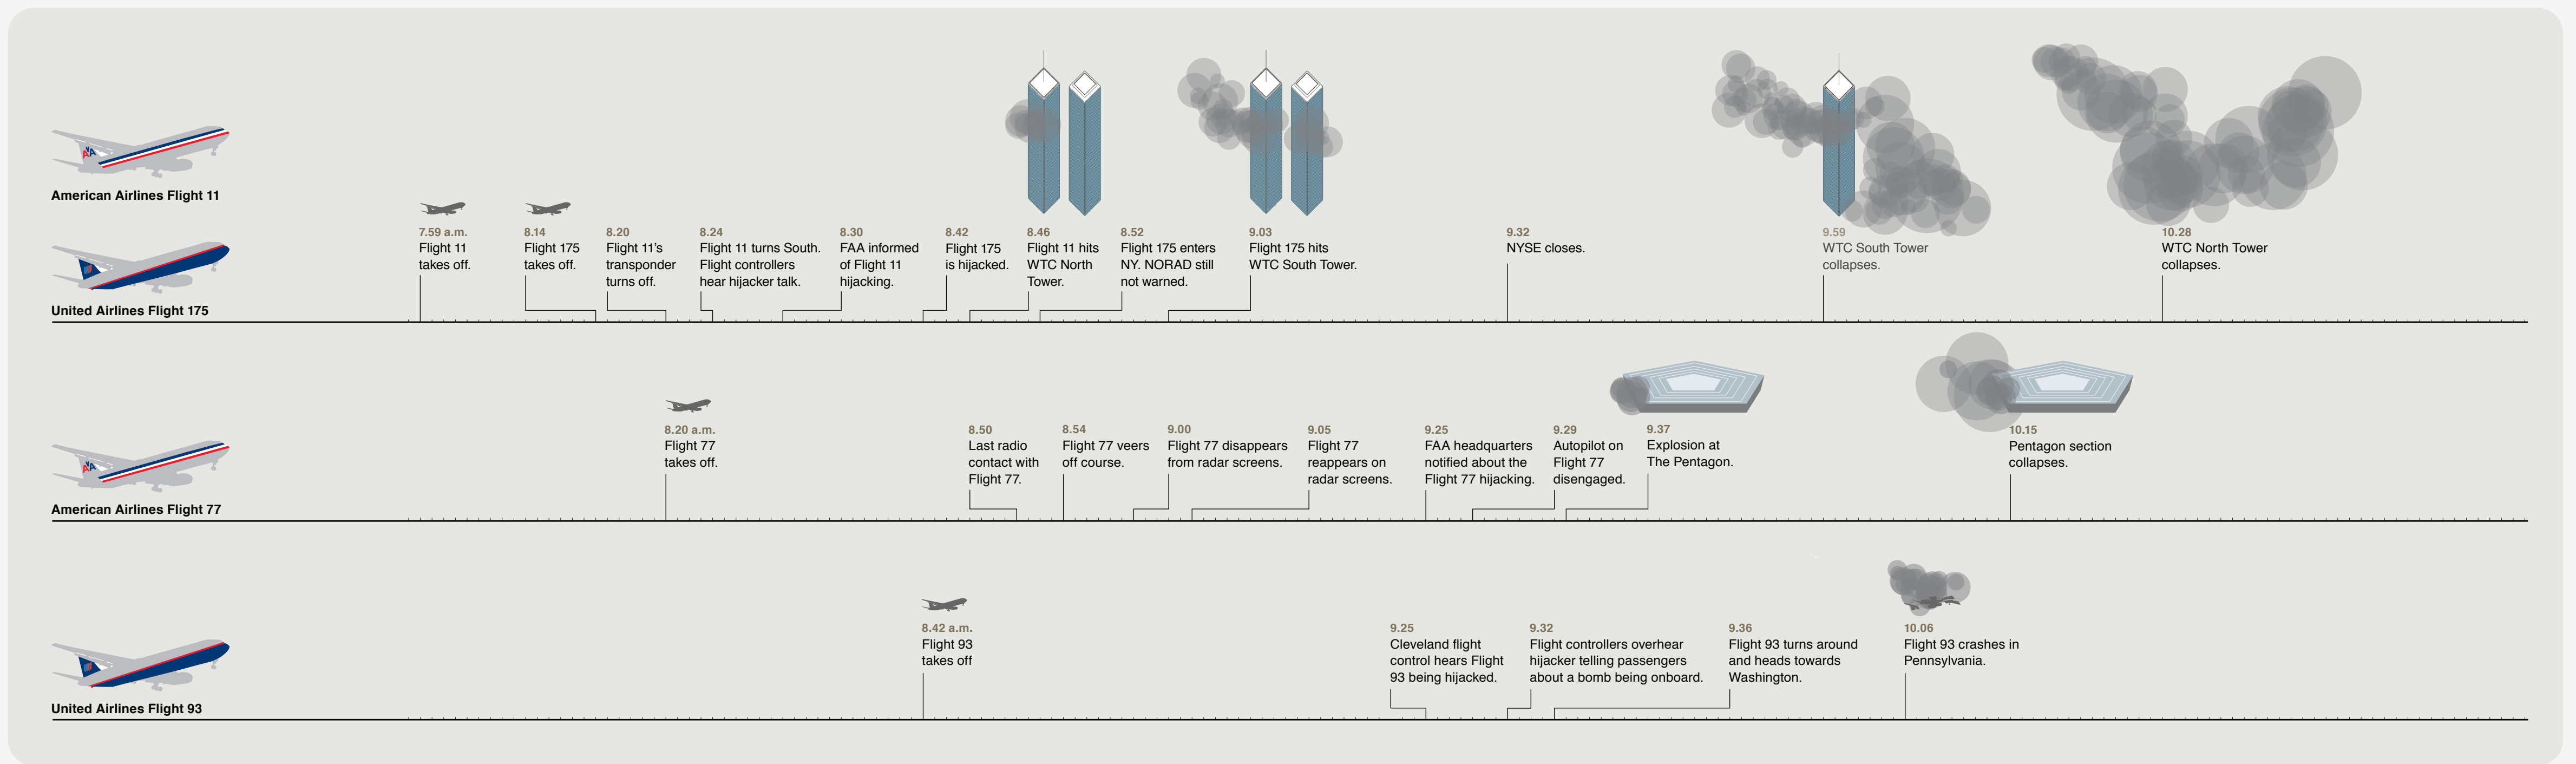 American Airlines Flight 11
United Airlines Flight 175
7.59 a.m.
Flight 11
takes off.
8.14
Flight 175
takes off.
8.20
Flight 11’s
transponder
turns off.
8.24
Flight 11 turns South.
Flight controllers
hear hijacker talk.
8.30
FAA informed
of Flight 11
hijacking.
8.42
Flight 175
is hijacked.
8.46
Flight 11 hits
WTC North
Tower.
8.52
Flight 175 enters
NY. NORAD still
not warned.
9.03
Flight 175 hits
WTC South Tower.
9.32
NYSE closes.
9.59
WTC South Tower
collapses.
10.28
WTC North Tower
collapses.
American Airlines Flight 77
8.20 a.m.
Flight 77
takes off.
8.50
Last radio
contact with
Flight 77.
8.54
Flight 77 veers
off course.
9.00
Flight 77 disappears
from radar screens.
9.05
Flight 77
reappears on
radar screens.
9.25
FAA headquarters
notified about the
Flight 77 hijacking.
9.29
Autopilot on
Flight 77
disengaged.
9.37
Explosion at
The Pentagon.
10.15
Pentagon section
collapses.
United Airlines Flight 93
8.42 a.m.
Flight 93
takes off
9.25
Cleveland flight
control hears Flight
93 being hijacked.
9.32
Flight controllers overhear
hijacker telling passengers
about a bomb being onboard.
9.36
Flight 93 turns around
and heads towards
Washington.
10.06
Flight 93 crashes in
Pennsylvania.
AA
AA